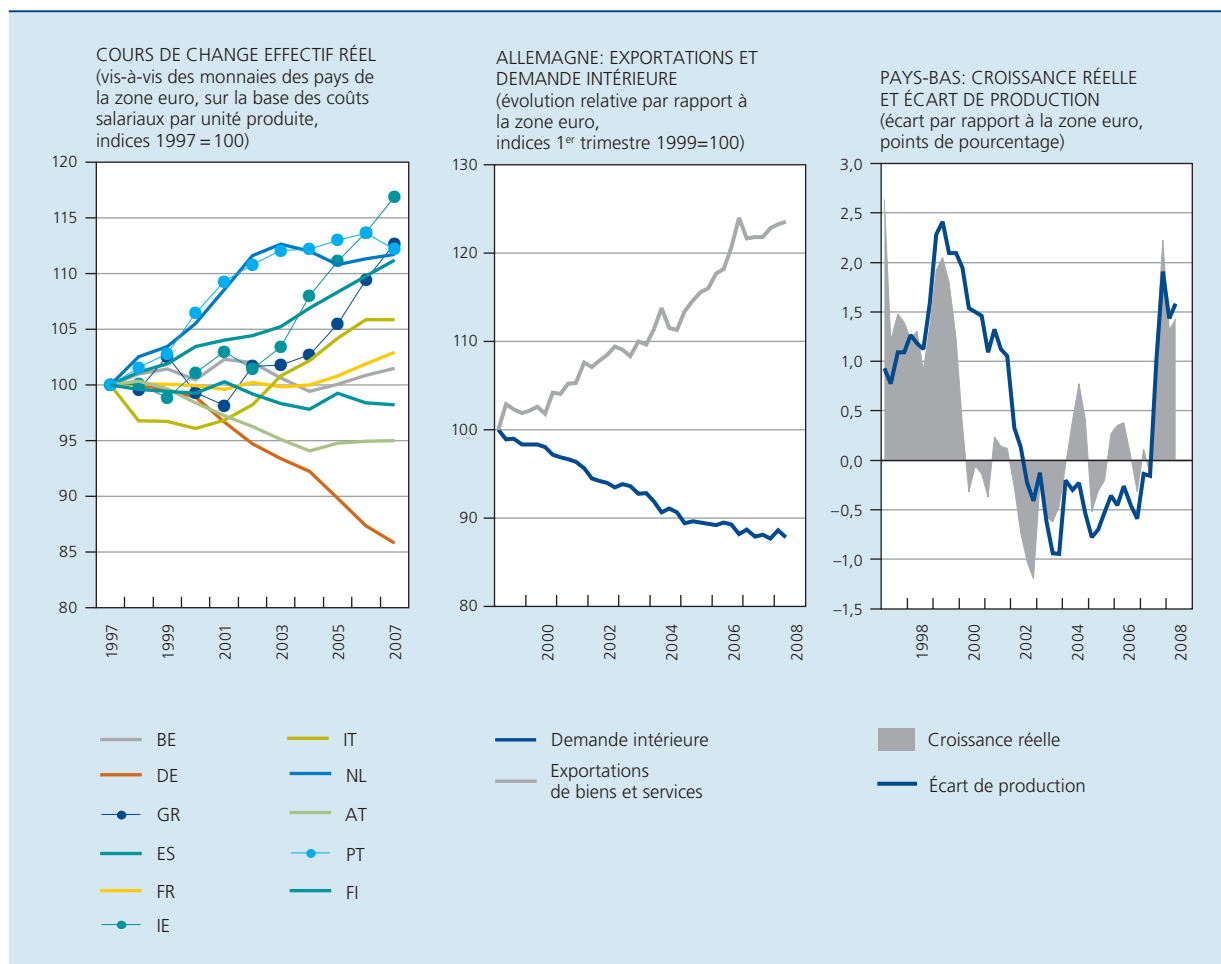 COURS DE CHANGE EFFECTIF RÉEL
(vis-à-vis des monnaies des pays de
la zone euro, sur la base des coûts
salariaux par unité produite,
indices 1997 = 100)
120
115
110
105
100
95
90
85
80
1997
1999
2001
2003
2005
2007
BE
DE
GR
ES
FR
IE
IT
NL
AT
PT
FI
ALLEMAGNE: EXPORTATIONS ET
DEMANDE INTÉRIEURE
(évolution relative par rapport à
la zone euro,
indices 1er trimestre 1999=100)
130
120
110
100
90
80
2000
2002
2004
2006
2008
Demande intérieure
Exportations
de biens et services
PAYS-BAS: CROISSANCE RÉELLE
ET ÉCART DE PRODUCTION
(écart par rapport à la zone euro,
points de pourcentage)
3,0
2,5
2,0
1,5
1,0
0,5
0,0
–0,5
–1,0
–1,5
1998
2000
2002
2004
2006
2008
Croissance réelle
Écart de production